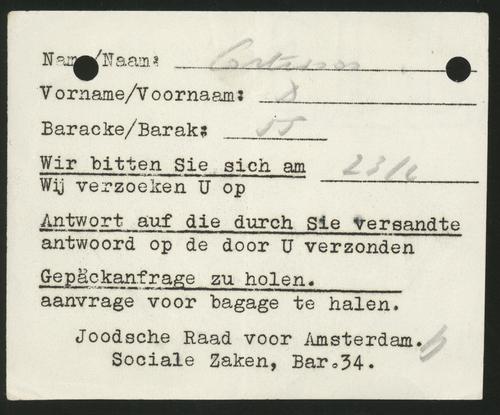 Name/Naam:
Vorname/Voornaam: X
Baracke/Barak: 55
Wir bitten Sie sich am 23/6
Wij verzoeken U op
Antwort auf die durch Sie versandte
antwoord op de door U verzonden
Gepäckanfrage zu holen.
aanvrage voor bagage te halen.
Joodsche Raad voor Amsterdam.
Sociale Zaken, Bar.34.